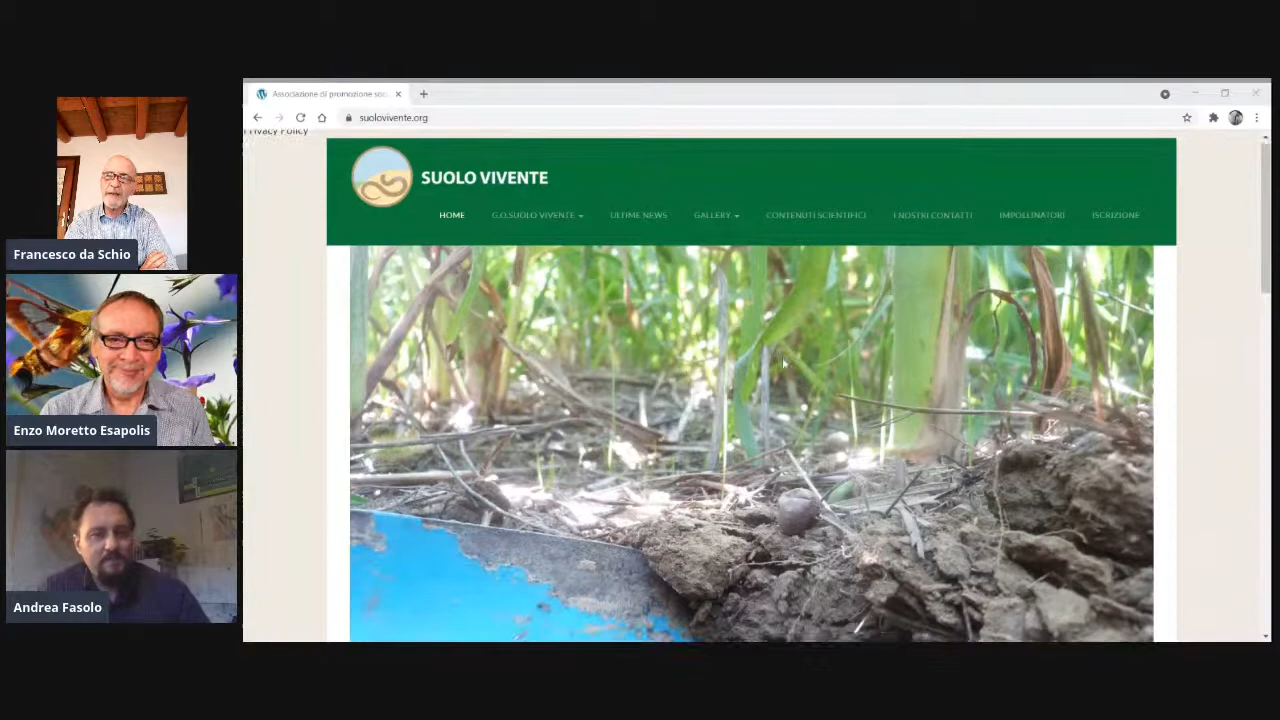 Francesco da Schio
Enzo Moretto Esapolis
Andrea Fasolo
Associazione di promozione soc
suolovivente.org
Privacy Policy
SUOLO VIVENTE
HOME G.O.SUOLO VIVENTE ULTIME NEWS GALLERY CONTENUTI SCIENTIFICI I NOSTRI CONTATTI IMPOLLINATORI ISCRIZIONE